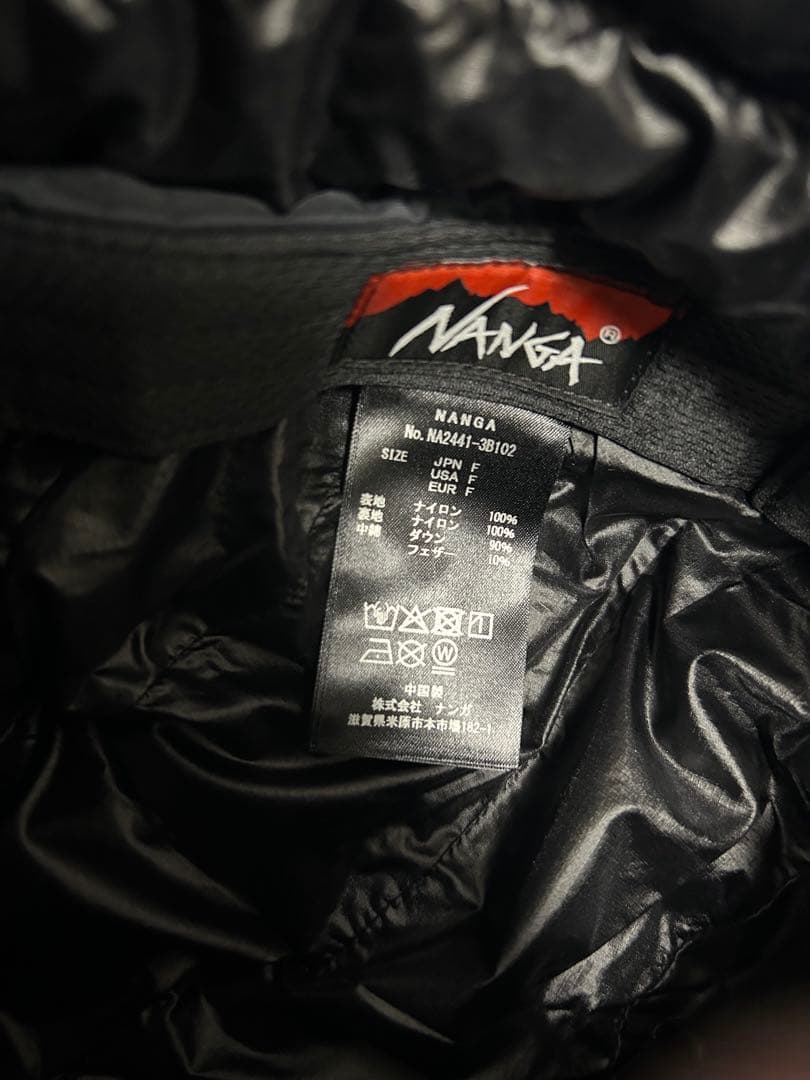 NANGA®
NANGA
No. NA2441-3B102
SIZE JPN F
USA F
EUR F
表地 ナイロン 100%
裏地 ナイロン 100%
中綿 ダウン 90%
フェザー 10%
W
中国製
株式会社 ナンガ
滋賀県米原市本市場182-1